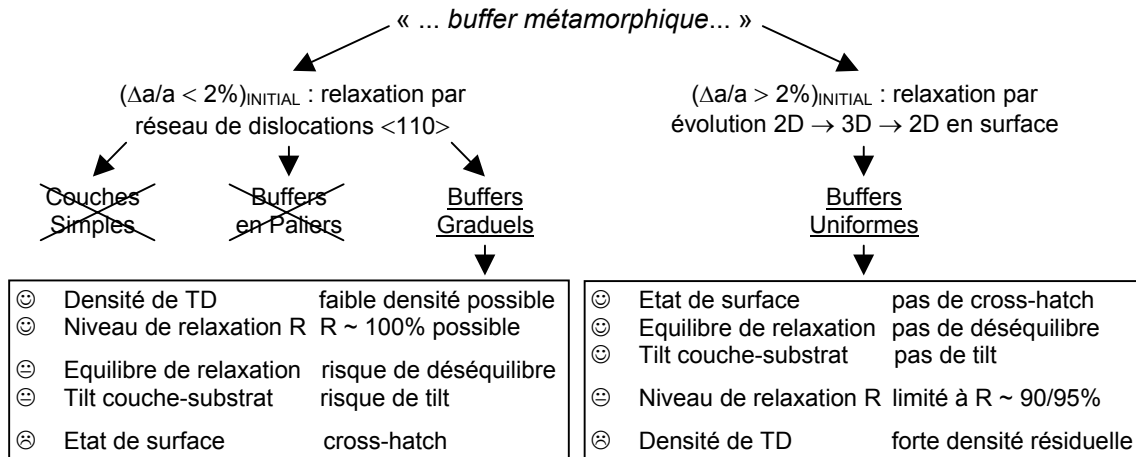 « ... buffer métamorphique... »
(Δa/a < 2%)INITIAL : relaxation par
réseau de dislocations <110>
(Δa/a > 2%)INITIAL : relaxation par
évolution 2D → 3D → 2D en surface
Couches
Simples
Buffers
en Paliers
Buffers
Graduels
Buffers
Uniformes
☺ Densité de TD faible densité possible
☺ Niveau de relaxation R R ~ 100% possible
😐 Equilibre de relaxation risque de déséquilibre
😐 Tilt couche-substrat risque de tilt
☹ Etat de surface cross-hatch
☺ Etat de surface pas de cross-hatch
☺ Equilibre de relaxation pas de déséquilibre
☺ Tilt couche-substrat pas de tilt
😐 Niveau de relaxation R limité à R ~ 90/95%
☹ Densité de TD forte densité résiduelle